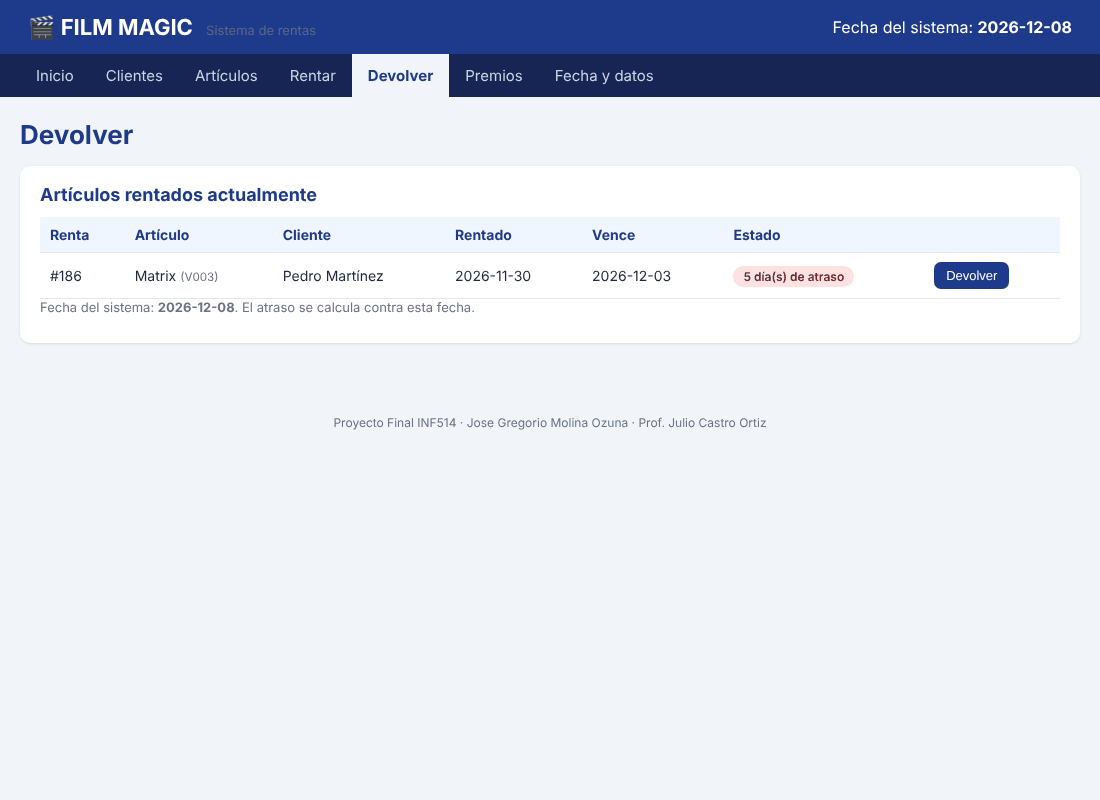 🎬 FILM MAGIC Sistema de rentas Fecha del sistema: 2026-12-08
Inicio Clientes Artículos Rentar Devolver Premios Fecha y datos
Devolver
Artículos rentados actualmente
Renta Artículo Cliente Rentado Vence Estado
#186 Matrix (V003) Pedro Martínez 2026-11-30 2026-12-03 5 día(s) de atraso Devolver
Fecha del sistema: 2026-12-08. El atraso se calcula contra esta fecha.
Proyecto Final INF514 · Jose Gregorio Molina Ozuna · Prof. Julio Castro Ortiz